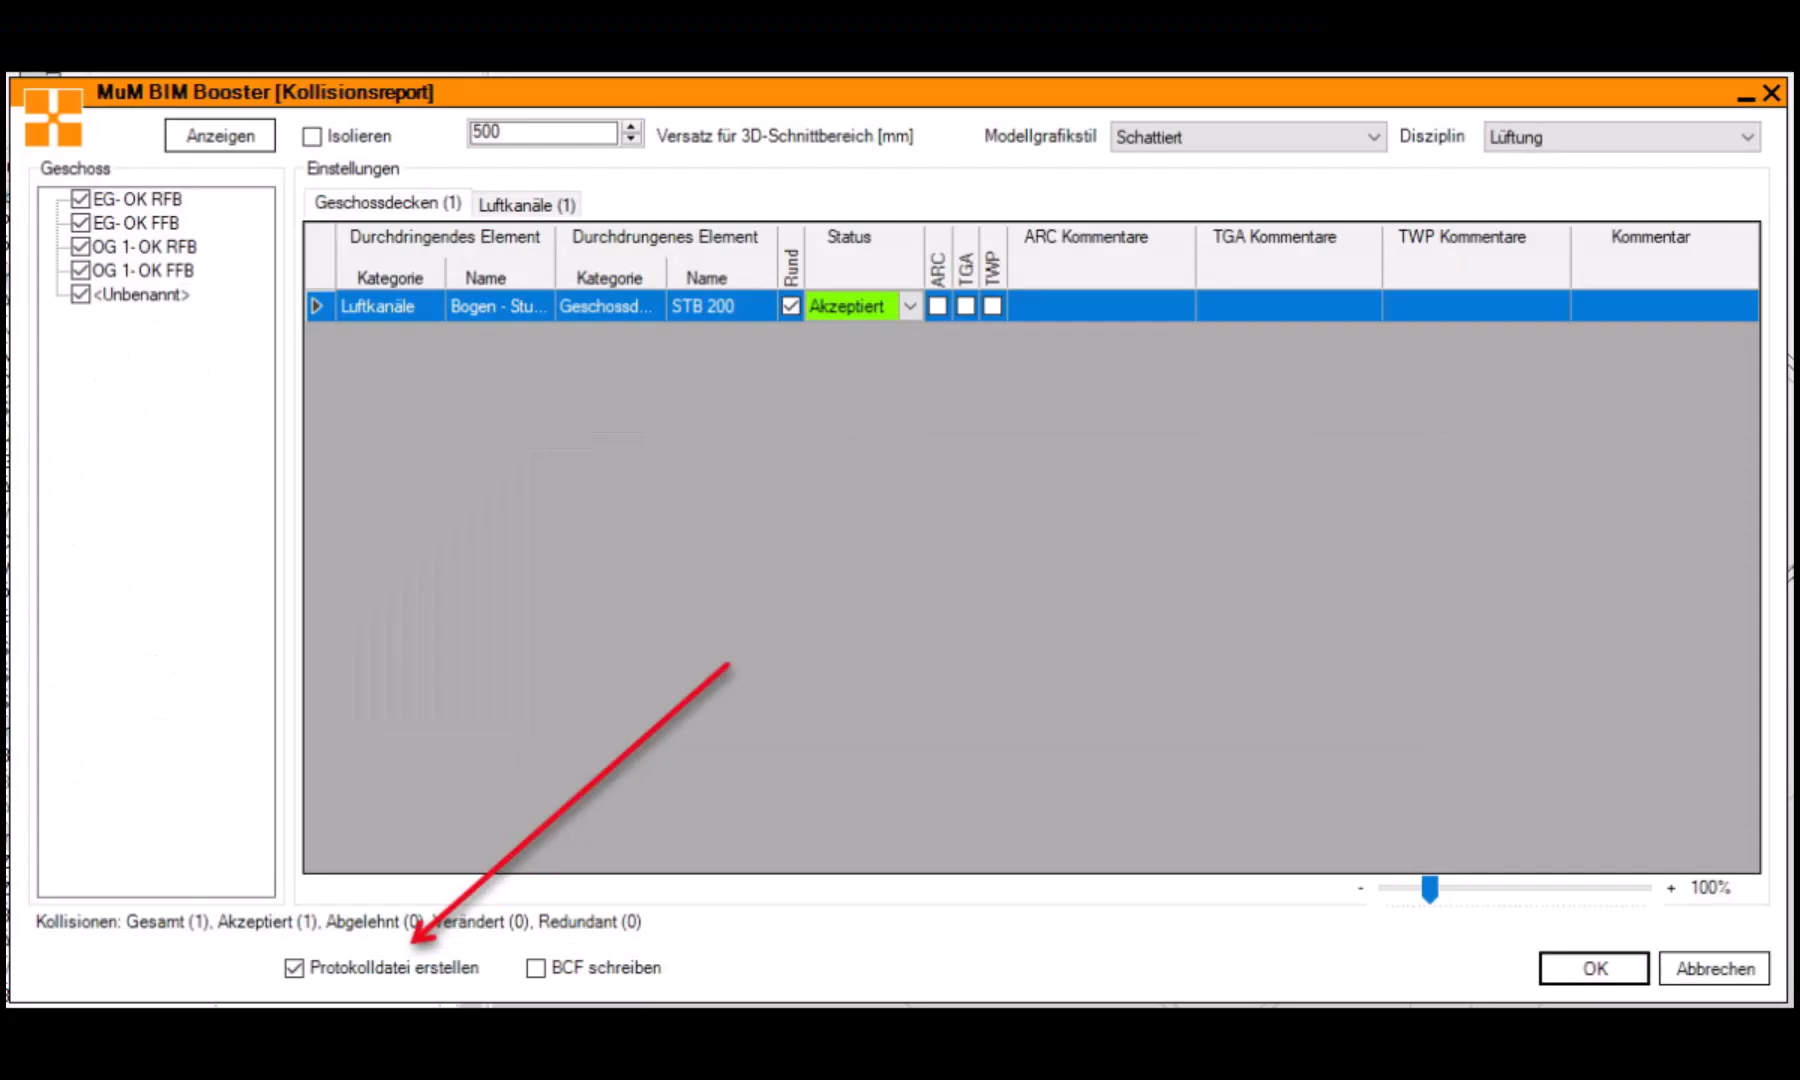 MuM BIM Booster [Kollisionsreport]
Anzeigen
Isolieren
500
Versatz für 3D-Schnittbereich [mm]
Modellgrafikstil
Schattiert
Disziplin
Lüftung
Geschoss
EG- OK RFB
EG- OK FFB
OG 1- OK RFB
OG 1- OK FFB
<Unbenannt>
Einstellungen
Geschossdecken (1)
Luftkanäle (1)
Durchdringendes Element
Durchdrungenes Element
Rund
Status
ARC
TGA
TWP
ARC Kommentare
TGA Kommentare
TWP Kommentare
Kommentar
Kategorie
Name
Kategorie
Name
Luftkanäle
Bogen - Stu...
Geschossd...
STB 200
Akzeptiert
- + 100%
Kollisionen: Gesamt (1), Akzeptiert (1), Abgelehnt (0), Verändert (0), Redundant (0)
Protokolldatei erstellen
BCF schreiben
OK
Abbrechen